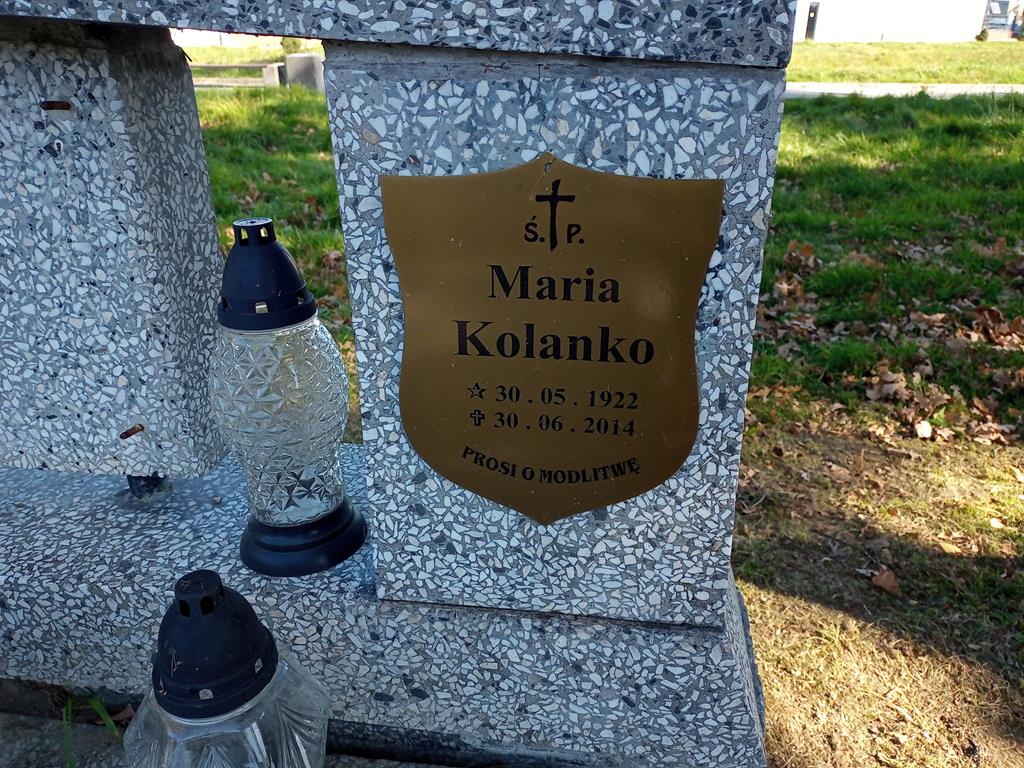 Ś. P.
Maria
Kolanko
30 . 05 . 1922
30 . 06 . 2014
PROSI O MODLITWĘ